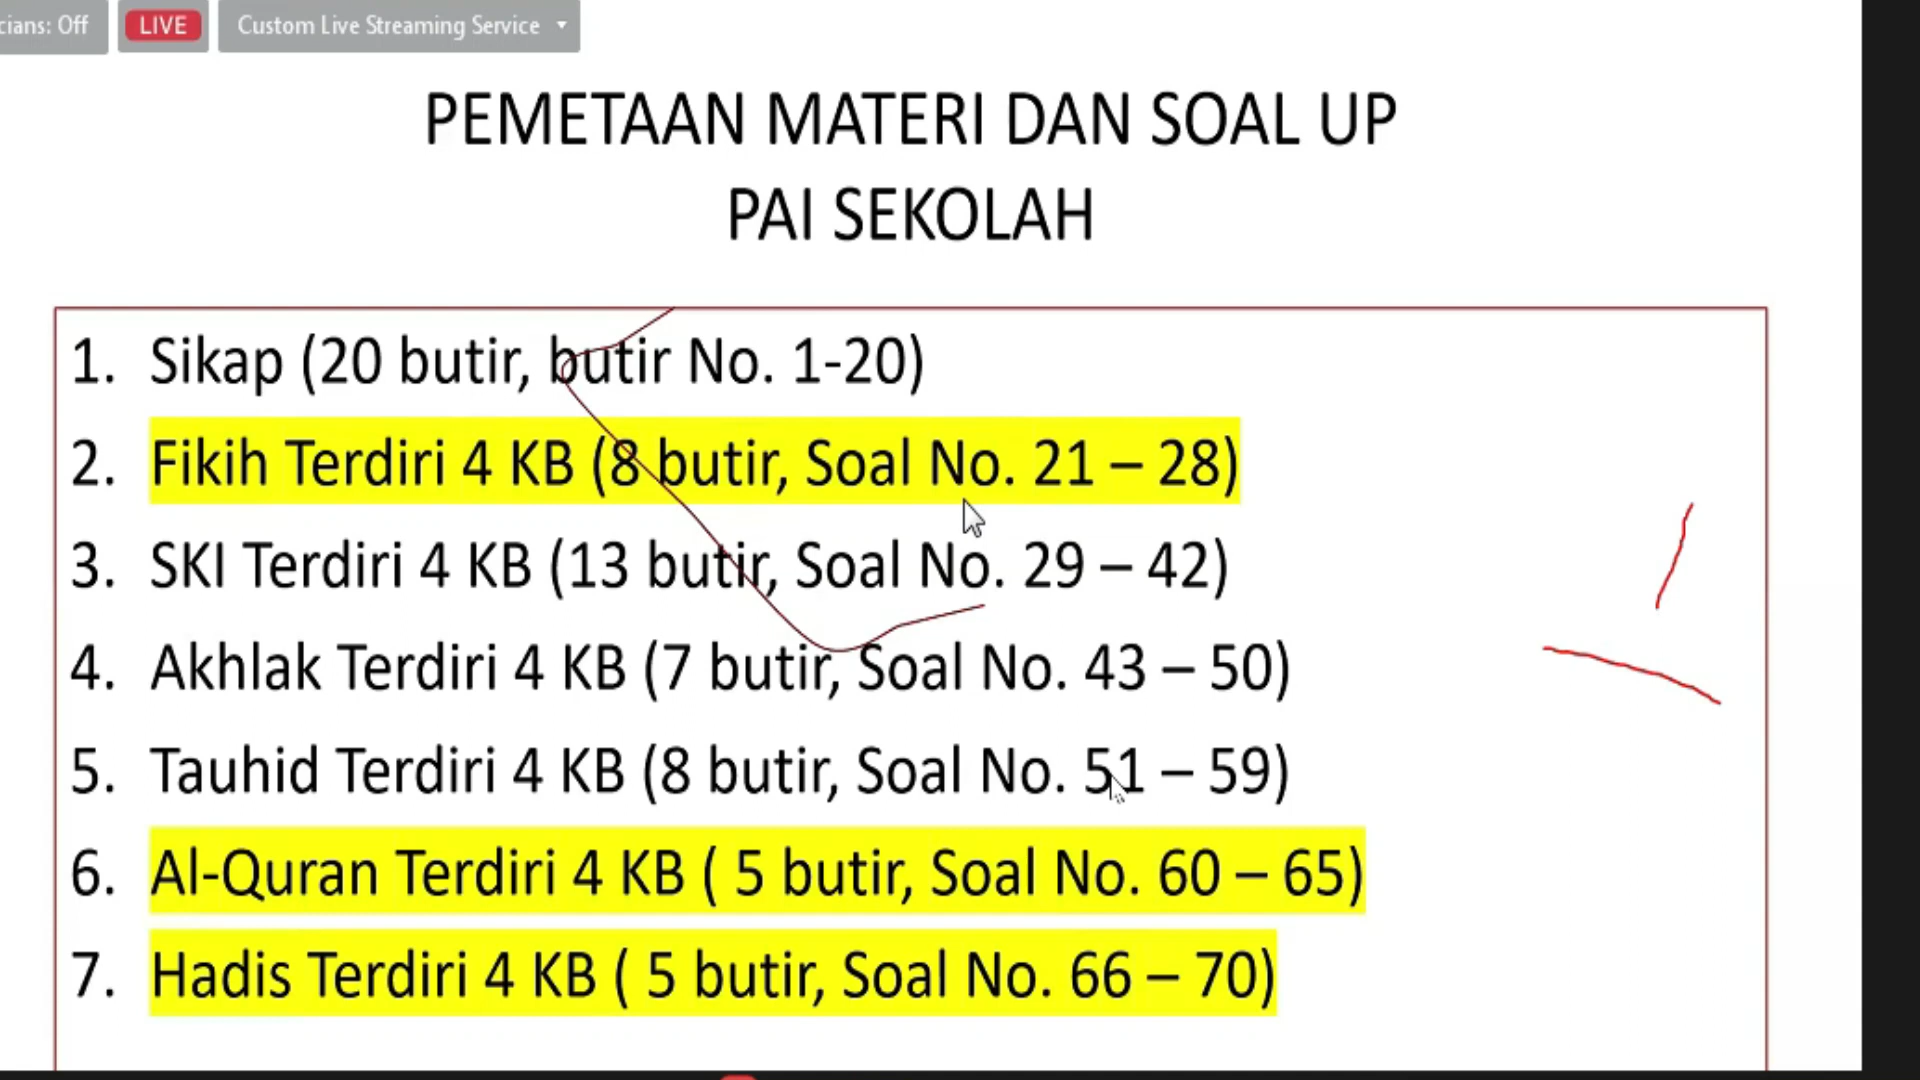 cians: Off
LIVE
Custom Live Streaming Service
PEMETAAN MATERI DAN SOAL UP
PAI SEKOLAH
1. Sikap (20 butir, butir No. 1-20)
2. Fikih Terdiri 4 KB (8 butir, Soal No. 21 – 28)
3. SKI Terdiri 4 KB (13 butir, Soal No. 29 – 42)
4. Akhlak Terdiri 4 KB (7 butir, Soal No. 43 – 50)
5. Tauhid Terdiri 4 KB (8 butir, Soal No. 51 – 59)
6. Al-Quran Terdiri 4 KB ( 5 butir, Soal No. 60 – 65)
7. Hadis Terdiri 4 KB ( 5 butir, Soal No. 66 – 70)